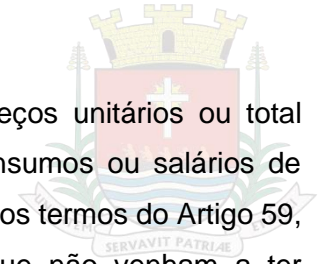 eços unitários ou total
nsumos ou salários de
os termos do Artigo 59,
SERVAVIT PATRIAE
ue não venham a ter